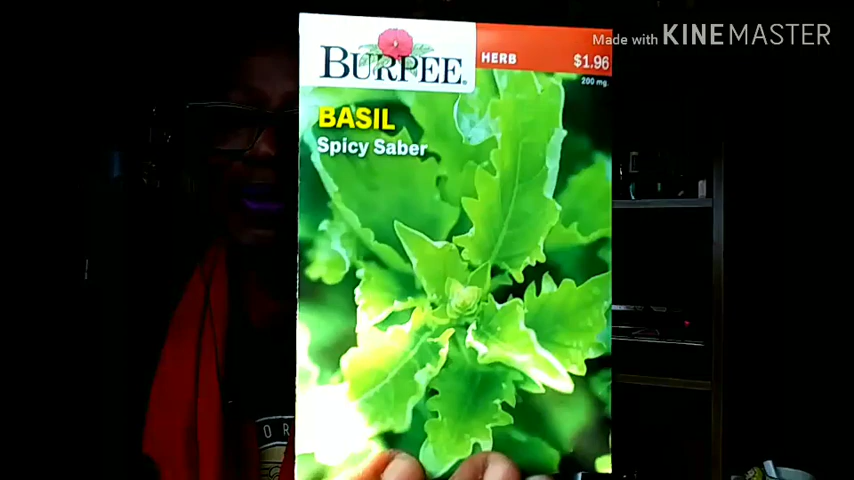 Made with KINEMASTER
BURPEE®
HERB
$1.96
200 mg.
BASIL
Spicy Saber